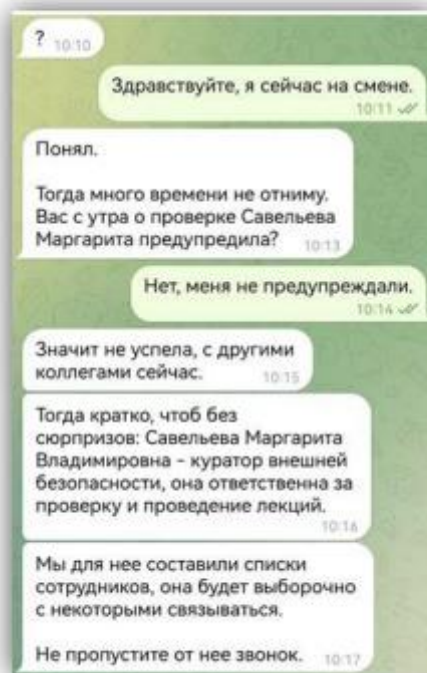 ?
10:10
Здравствуйте, я сейчас на смене.
10:11
Понял.
Тогда много времени не отниму.
Вас с утра о проверке Савельева
Маргарита предупредила?
10:13
Нет, меня не предупреждали.
10:14
Значит не успела, с другими
коллегами сейчас.
10:15
Тогда кратко, чтоб без
сюрпризов: Савельева Маргарита
Владимировна – куратор внешней
безопасности, она ответственна за
проверку и проведение лекций.
10:16
Мы для нее составили списки
сотрудников, она будет выборочно
с некоторыми связываться.
Не пропустите от нее звонок.
10:17